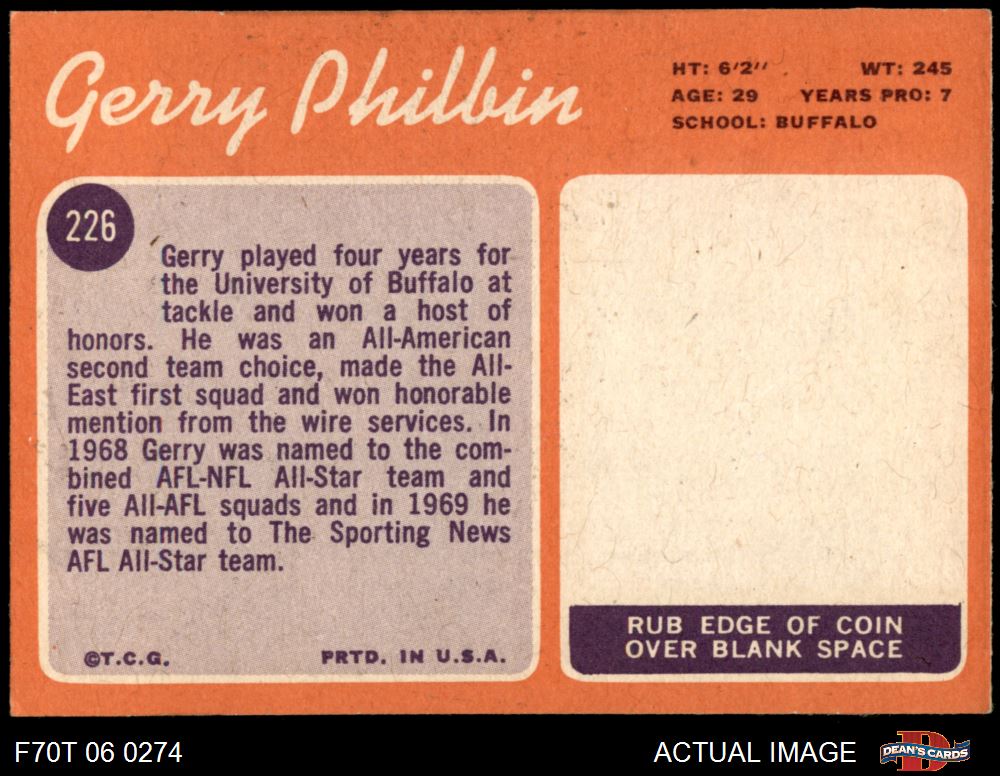 Gerry Philbin
HT: 6'2" WT: 245
AGE: 29 YEARS PRO: 7
SCHOOL: BUFFALO
226
Gerry played four years for
the University of Buffalo at
tackle and won a host of
honors. He was an All-American
second team choice, made the All-
East first squad and won honorable
mention from the wire services. In
1968 Gerry was named to the com-
bined AFL-NFL All-Star team and
five All-AFL squads and in 1969 he
was named to The Sporting News
AFL All-Star team.
©T.C.G. PRTD. IN U.S.A.
RUB EDGE OF COIN
OVER BLANK SPACE
F70T 06 0274
ACTUAL IMAGE
D
DEAN'S CARDS